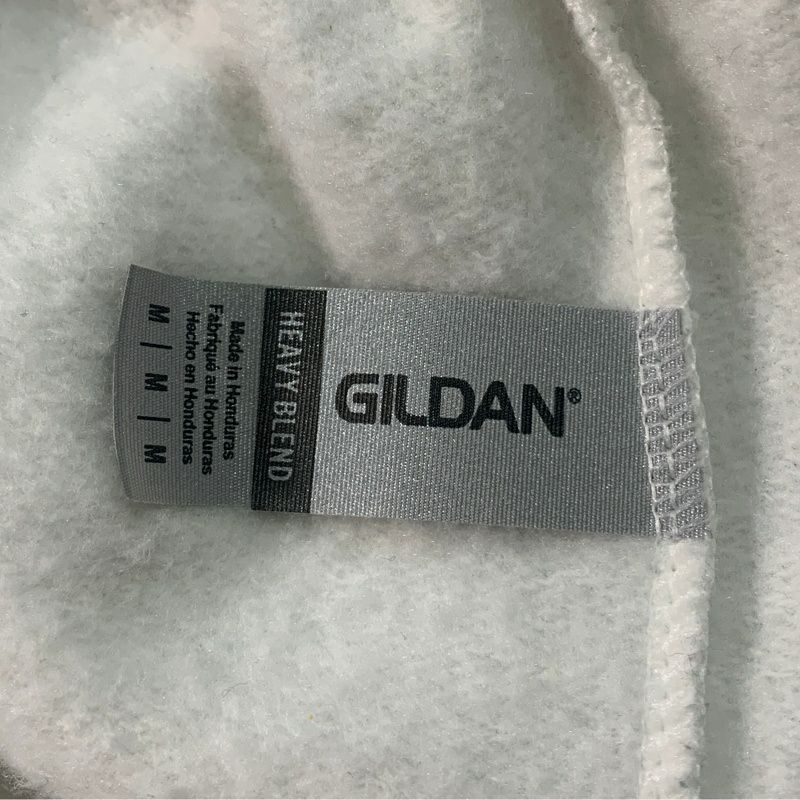 GILDAN®
HEAVY BLEND
Made in Honduras
Fabriqué au Honduras
Hecho en Honduras
M | M | M